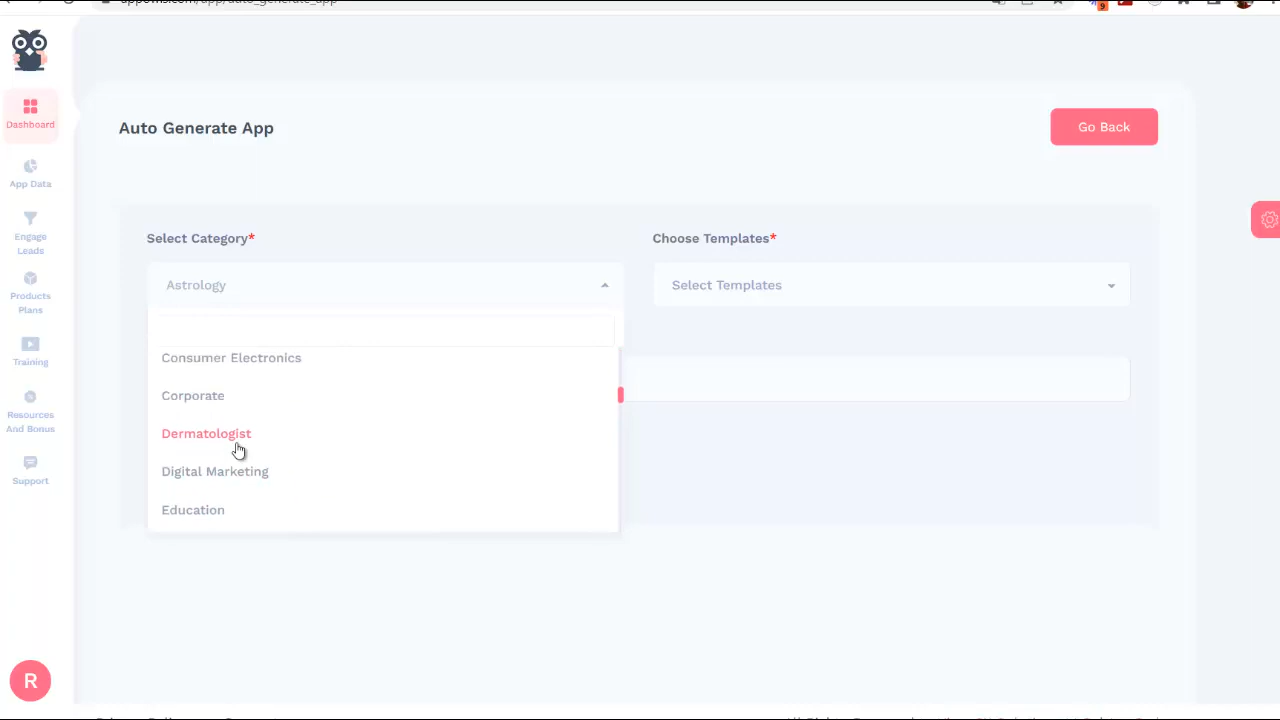 9
Dashboard
App Data
Engage
Leads
Products
Plans
Training
Resources
And Bonus
Support
R
Auto Generate App
Go Back
Select Category*
Choose Templates*
Astrology
Select Templates
Consumer Electronics
Corporate
Dermatologist
Digital Marketing
Education